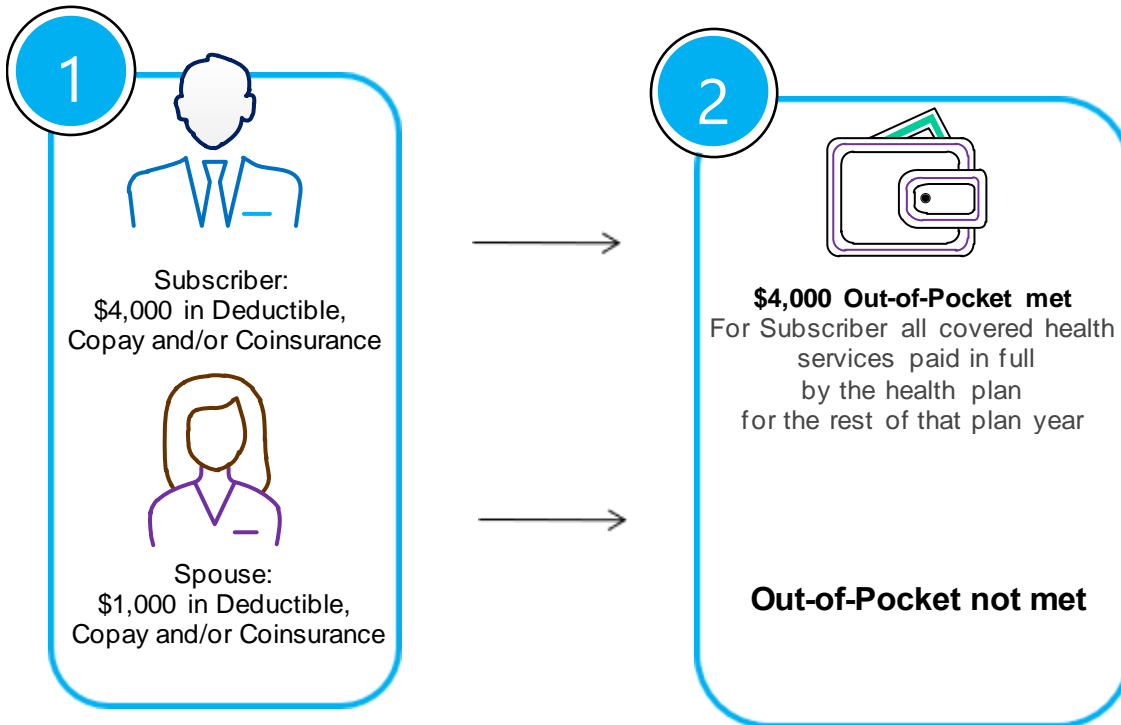 1
Subscriber:
$4,000 in Deductible,
Copay and/or Coinsurance
Spouse:
$1,000 in Deductible,
Copay and/or Coinsurance
2
$4,000 Out-of-Pocket met
For Subscriber all covered health
services paid in full
by the health plan
for the rest of that plan year
Out-of-Pocket not met